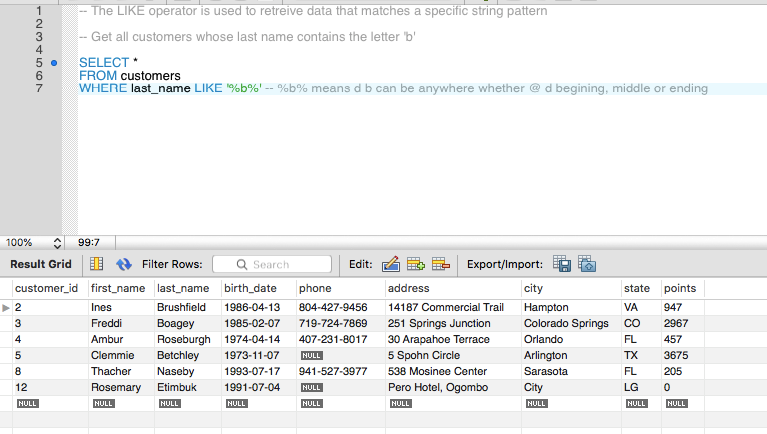 1 -- The LIKE operator is used to retreive data that matches a specific string pattern
2
3 -- Get all customers whose last name contains the letter 'b'
4
5 SELECT *
6 FROM customers
7 WHERE last_name LIKE '%b%' -- %b% means d b can be anywhere whether @ d begining, middle or ending
100% 99:7
Result Grid Filter Rows: Search Edit: Export/Import:
customer_id first_name last_name birth_date phone address city state points
2 Ines Brushfield 1986-04-13 804-427-9456 14187 Commercial Trail Hampton VA 947
3 Freddi Boagey 1985-02-07 719-724-7869 251 Springs Junction Colorado Springs CO 2967
4 Ambur Roseburgh 1974-04-14 407-231-8017 30 Arapahoe Terrace Orlando FL 457
5 Clemmie Betchley 1973-11-07 NULL 5 Spohn Circle Arlington TX 3675
8 Thacher Naseby 1993-07-17 941-527-3977 538 Mosinee Center Sarasota FL 205
12 Rosemary Etimbuk 1991-07-04 NULL Pero Hotel, Ogombo City LG 0
NULL NULL NULL NULL NULL NULL NULL NULL NULL